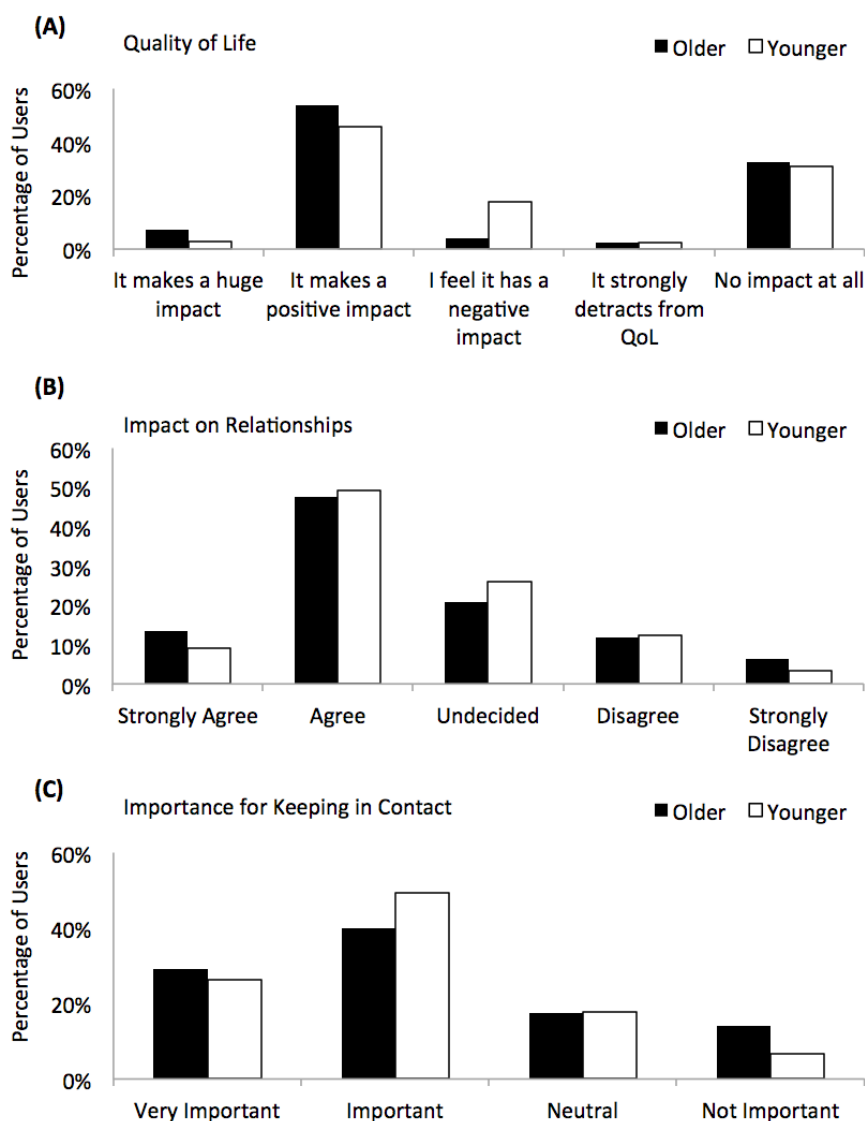 (A)
Quality of Life
Older Younger
Percentage of Users
60%
40%
20%
0%
It makes a huge impact
It makes a positive impact
I feel it has a negative impact
It strongly detracts from QoL
No impact at all
(B)
Impact on Relationships
Older Younger
Percentage of Users
60%
50%
40%
30%
20%
10%
0%
Strongly Agree
Agree
Undecided
Disagree
Strongly Disagree
(C)
Importance for Keeping in Contact
Older Younger
Percentage of Users
60%
40%
20%
0%
Very Important
Important
Neutral
Not Important